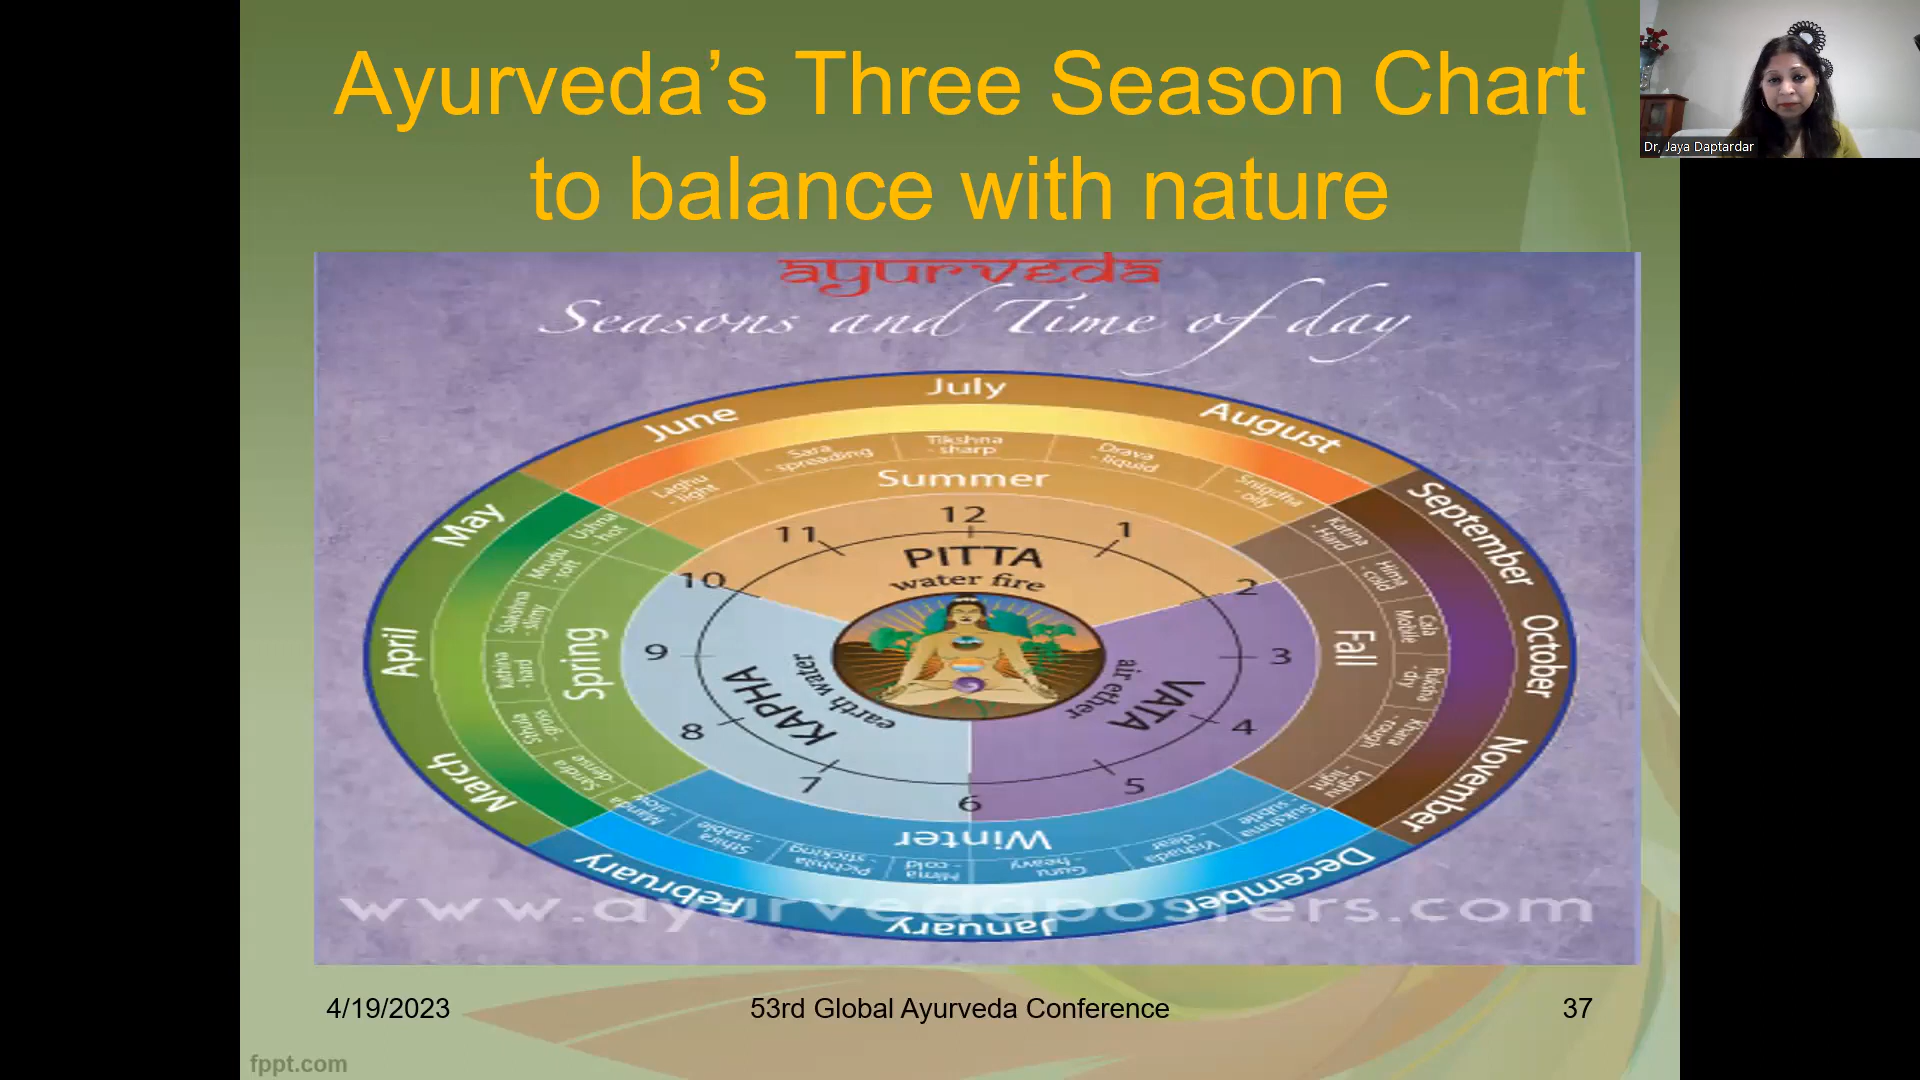 Ayurveda’s Three Season Chart
to balance with nature
Dr, Jaya Daptardar
ayurveda
Seasons and Time of day
July
June
August
May
September
April
October
March
November
February
December
January
Laghu
- light
Sara
- spreading
Tikshna
- sharp
Drava
- liquid
Snigdha
- oily
Summer
Ushna
- hot
Mrudu
- soft
Slakshna
- slimy
kathina
- hard
Sthula
- gross
Sandra
- dense
Spring
Katina
- Hard
Hima
- cold
Cala
Mobile
Ruksha
- dry
Khara
- rough
Laghu
- light
Fall
Manda
- slow
Sthira
- stable
Pichhila
- sticking
Hima
- cold
Guru
- heavy
Vishada
- clear
Sukshma
- subtle
Winter
12
11
1
10
2
9
3
8
4
7
5
6
PITTA
water fire
KAPHA
earth water
VATA
air ether
www.ayurvedaposters.com
4/19/2023
53rd Global Ayurveda Conference
37
fppt.com